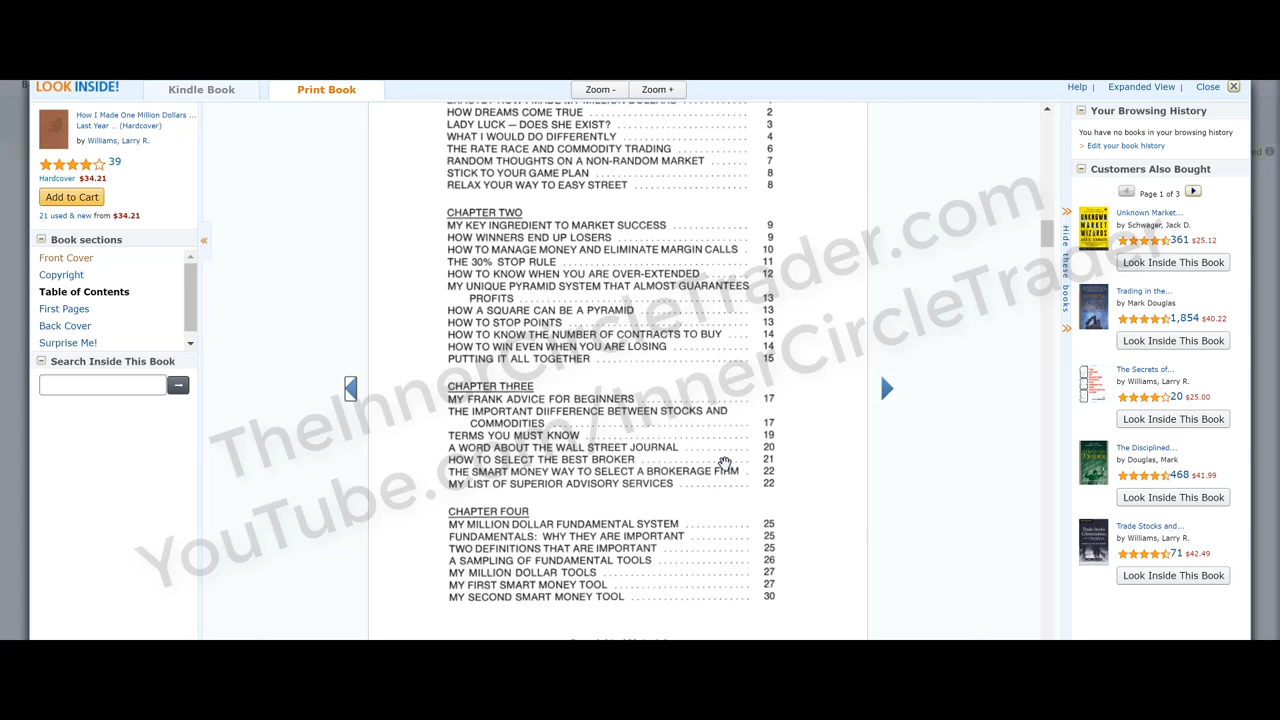 LOOK INSIDE!
Kindle Book
Print Book
Zoom -
Zoom +
Help |
Expanded View |
Close
How I Made One Million Dollars ...
Last Year .. (Hardcover)
by Williams, Larry R.
39
Hardcover $34.21
Add to Cart
21 used & new from $34.21
Book sections
Front Cover
Copyright
Table of Contents
First Pages
Back Cover
Surprise Me!
Search Inside This Book
EXACTLY HOW I MADE MY MILLION DOLLARS 1
HOW DREAMS COME TRUE 2
LADY LUCK — DOES SHE EXIST? 3
WHAT I WOULD DO DIFFERENTLY 4
THE RATE RACE AND COMMODITY TRADING 6
RANDOM THOUGHTS ON A NON-RANDOM MARKET 7
STICK TO YOUR GAME PLAN 8
RELAX YOUR WAY TO EASY STREET 8
CHAPTER TWO
MY KEY INGREDIENT TO MARKET SUCCESS 9
HOW WINNERS END UP LOSERS 9
HOW TO MANAGE MONEY AND ELIMINATE MARGIN CALLS 10
THE 30% STOP RULE 11
HOW TO KNOW WHEN YOU ARE OVER-EXTENDED 12
MY UNIQUE PYRAMID SYSTEM THAT ALMOST GUARANTEES
PROFITS 13
HOW A SQUARE CAN BE A PYRAMID 13
HOW TO STOP POINTS 13
HOW TO KNOW THE NUMBER OF CONTRACTS TO BUY 14
HOW TO WIN EVEN WHEN YOU ARE LOSING 14
PUTTING IT ALL TOGETHER 15
CHAPTER THREE
MY FRANK ADVICE FOR BEGINNERS 17
THE IMPORTANT DIIFFERENCE BETWEEN STOCKS AND
COMMODITIES 17
TERMS YOU MUST KNOW 19
A WORD ABOUT THE WALL STREET JOURNAL 20
HOW TO SELECT THE BEST BROKER 21
THE SMART MONEY WAY TO SELECT A BROKERAGE FIRM 22
MY LIST OF SUPERIOR ADVISORY SERVICES 22
CHAPTER FOUR
MY MILLION DOLLAR FUNDAMENTAL SYSTEM 25
FUNDAMENTALS: WHY THEY ARE IMPORTANT 25
TWO DEFINITIONS THAT ARE IMPORTANT 25
A SAMPLING OF FUNDAMENTAL TOOLS 26
MY MILLION DOLLAR TOOLS 27
MY FIRST SMART MONEY TOOL 27
MY SECOND SMART MONEY TOOL 30
TheInnerCircleTrader.com
YouTube.com/InnerCircleTrader
Hide these books
Your Browsing History
You have no books in your browsing history
> Edit your book history
Customers Also Bought
Page 1 of 3
Unknown Market...
by Schwager, Jack D.
361 $25.12
Look Inside This Book
Trading in the...
by Mark Douglas
1,854 $40.22
Look Inside This Book
The Secrets of...
by Williams, Larry R.
20 $25.00
Look Inside This Book
The Disciplined...
by Douglas, Mark
468 $41.99
Look Inside This Book
Trade Stocks and...
by Williams, Larry R.
71 $42.49
Look Inside This Book